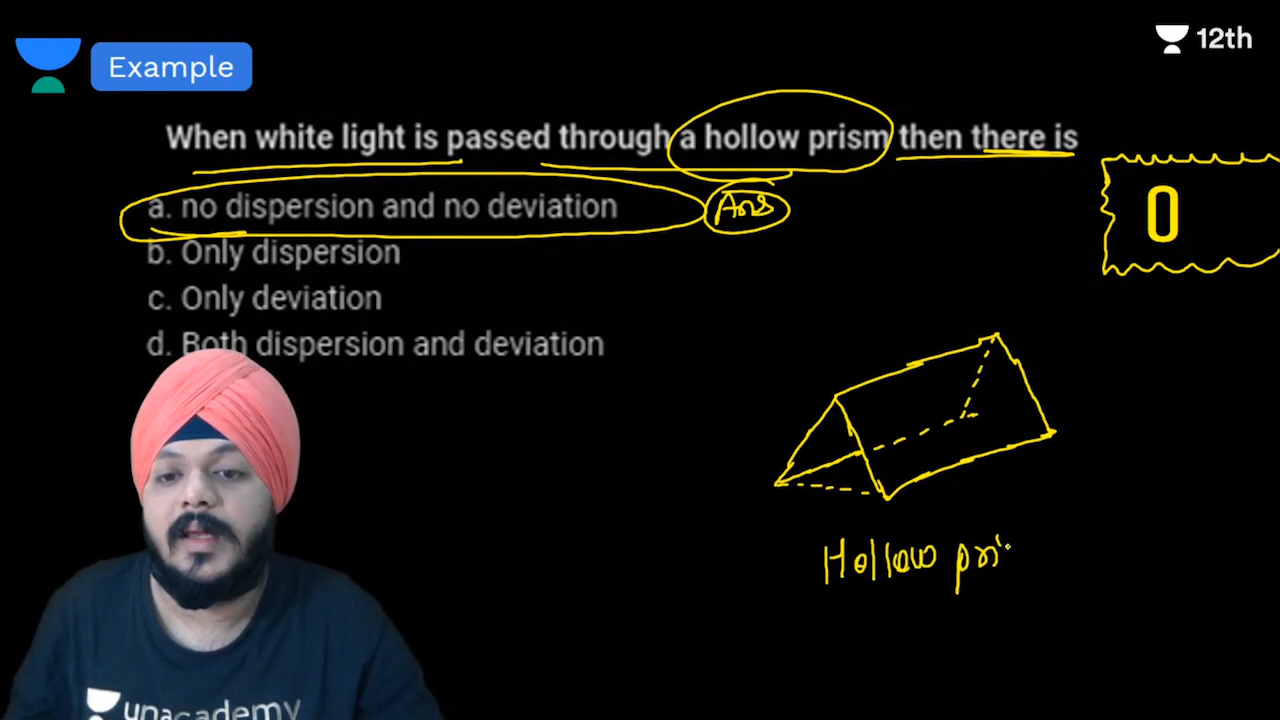 12th
Example
When white light is passed through a hollow prism then there is
a. no dispersion and no deviation
Ans
0
b. Only dispersion
c. Only deviation
d. Both dispersion and deviation
Hollow pri
unacademy